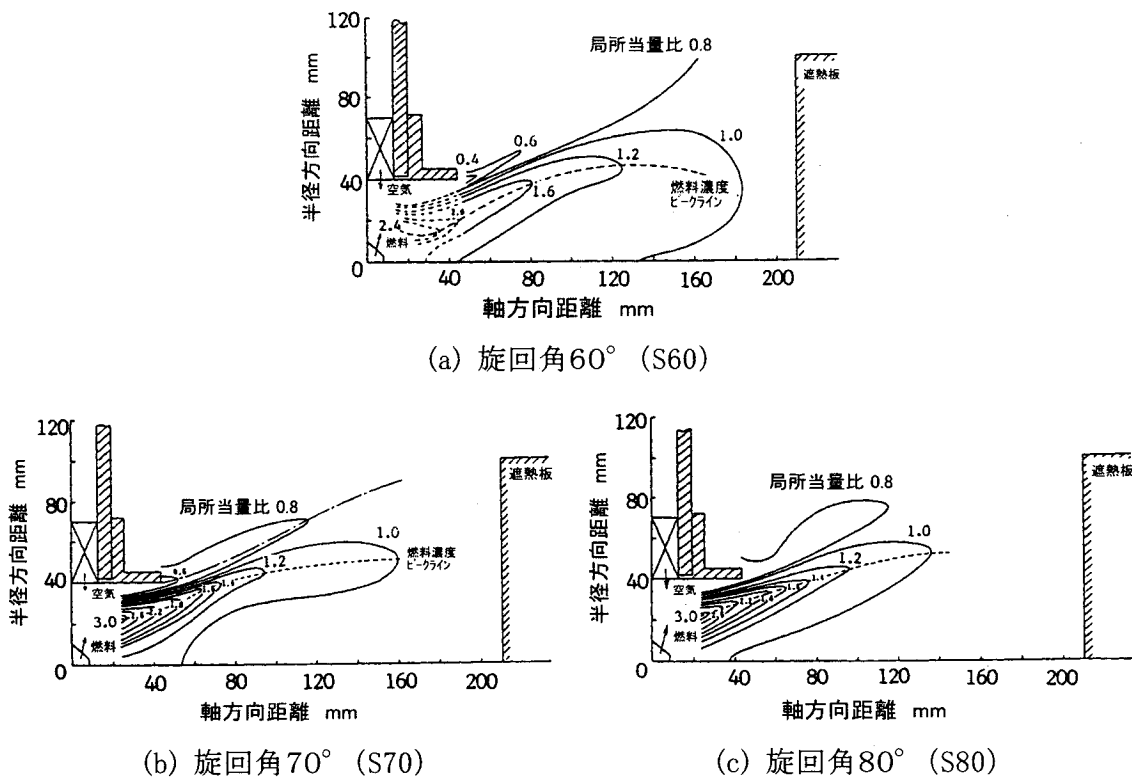 120
80
40
0
半径方向距離 mm
局所当量比 0.8
遮熱板
0.6
0.4
1.0
1.2
1.6
空気
2.4
燃料
燃料濃度
ピークライン
40
80
120
160
200
軸方向距離 mm
(a) 旋回角60° (S60)
120
80
40
0
半径方向距離 mm
局所当量比 0.8
遮熱板
1.0
1.2
燃料濃度
ピークライン
空気
3.0
燃料
40
80
120
160
200
軸方向距離 mm
(b) 旋回角70° (S70)
120
80
40
0
半径方向距離 mm
局所当量比 0.8
遮熱板
1.0
1.2
空気
3.0
燃料
40
80
120
160
200
軸方向距離 mm
(c) 旋回角80° (S80)